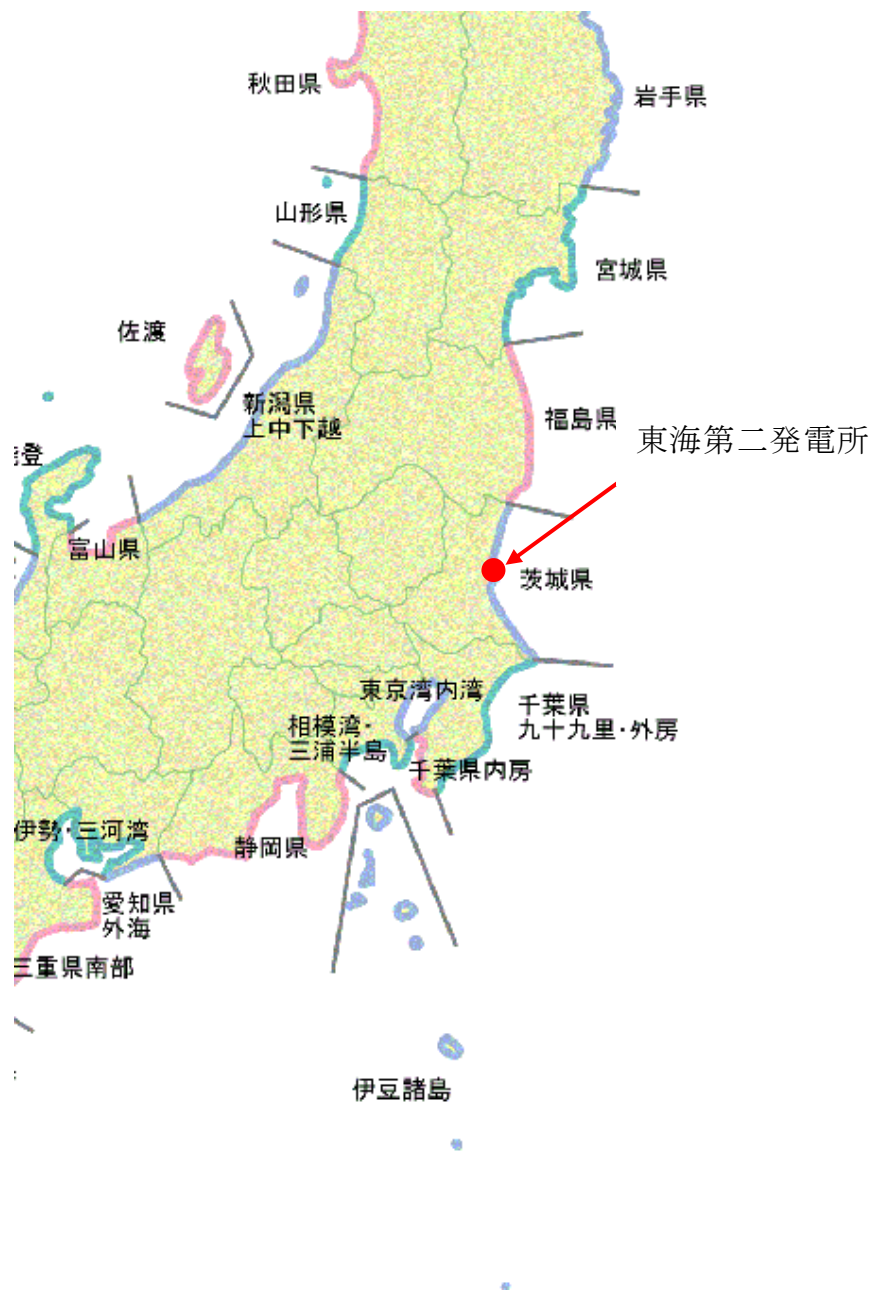 秋田県
岩手県
山形県
宮城県
佐渡
新潟県
上中下越
福島県
東海第二発電所
登
富山県
茨城県
東京湾内湾
千葉県
九十九里・外房
相模湾・
三浦半島
千葉県内房
伊勢・三河湾
静岡県
愛知県
外海
三重県南部
伊豆諸島